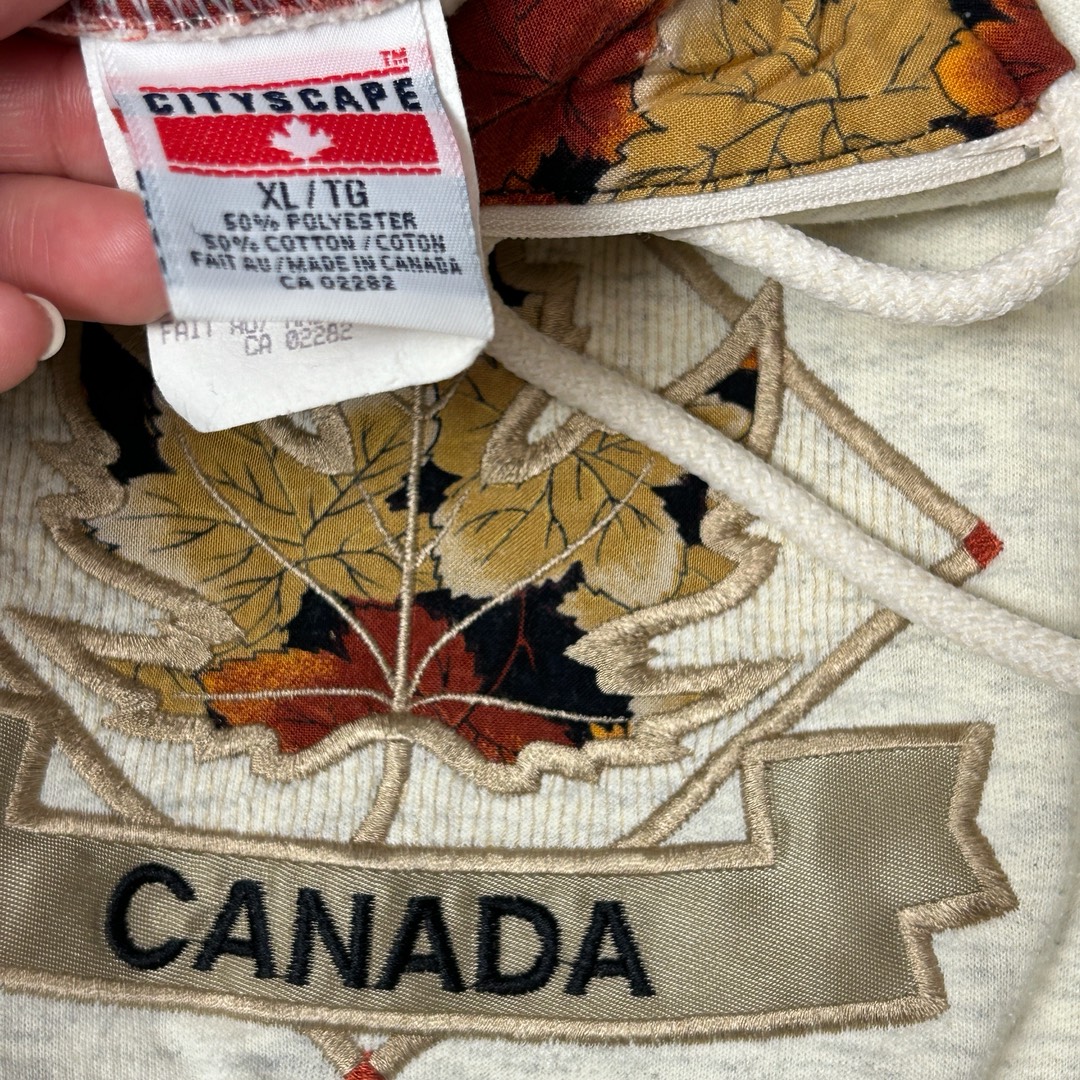 TM
CITYSCAPE
XL / TG
50% POLYESTER
50% COTTON / COTON
FAIT AU / MADE IN CANADA
CA 02282
FAIT AU/
CA 02282
CANADA